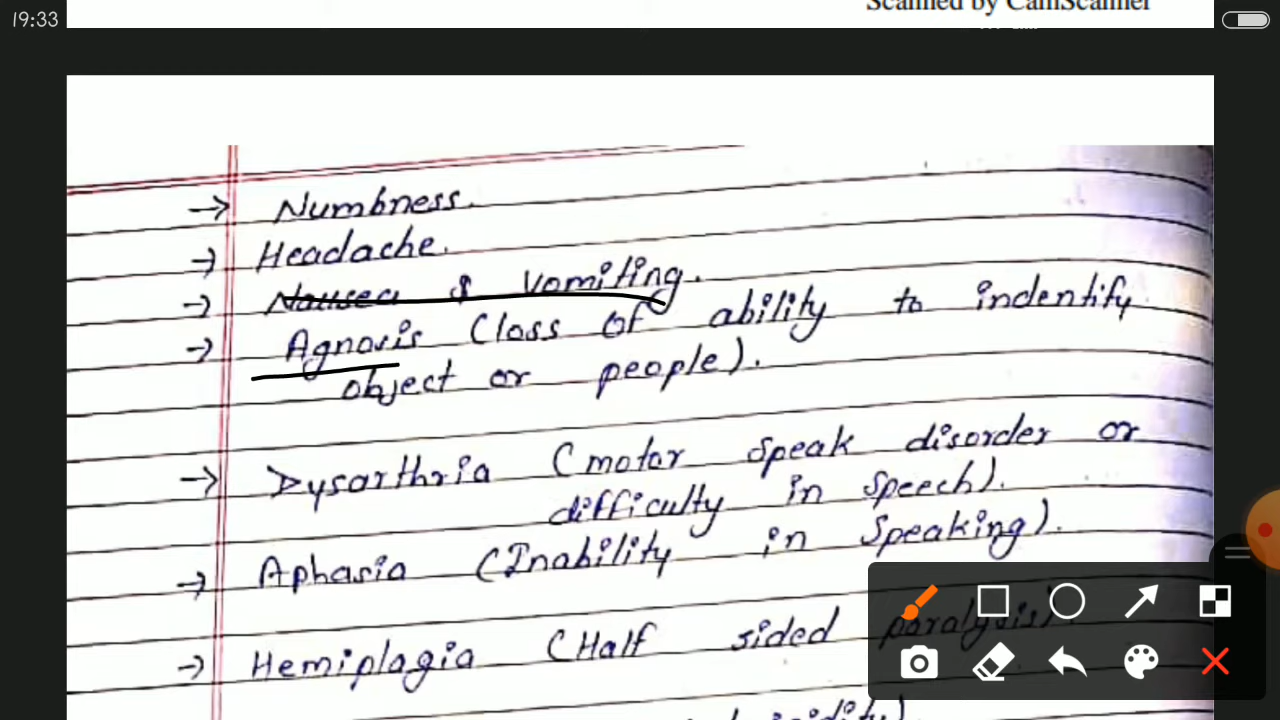 19:33
Scanned by CamScanner
→ Numbness.
→ Headache.
→ Nausea & Vomiting.
→ Agnosis (loss of ability to indentify
object or people).
→ Dysarthria (motor speak disorder or
difficulty in speech).
→ Aphasia (Inability in speaking).
→ Hemiplagia (Half sided paralysis).